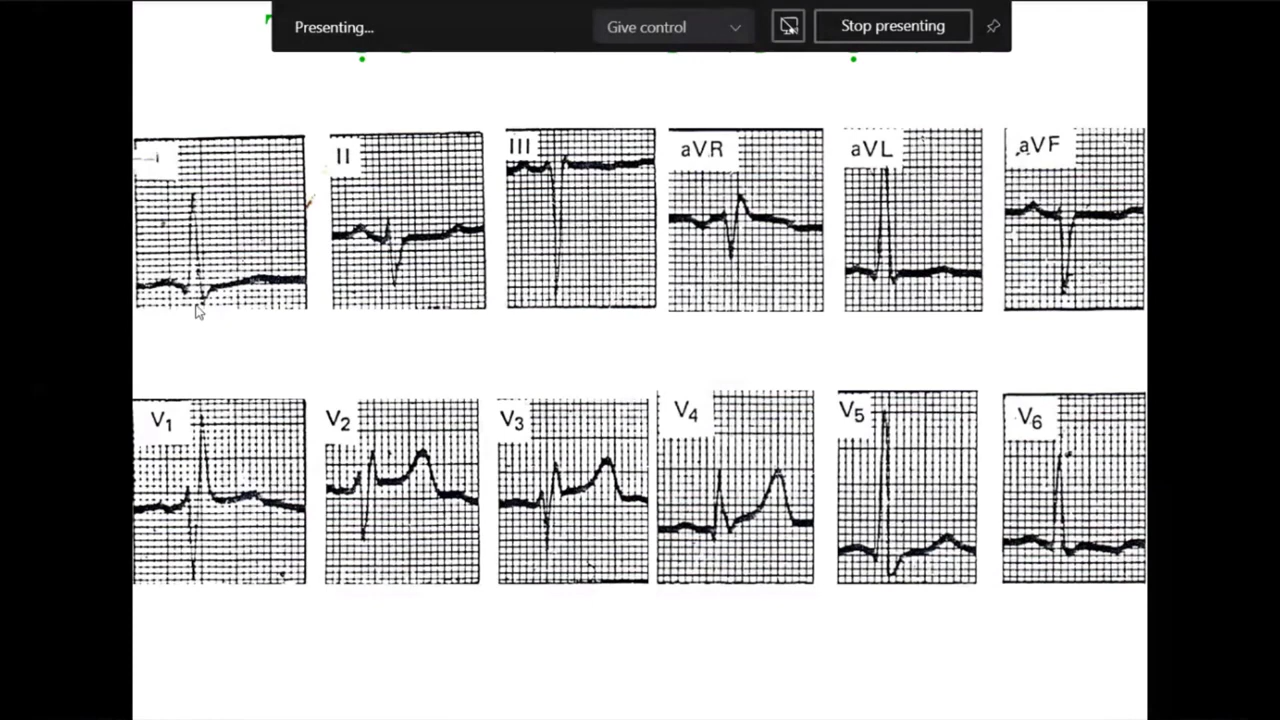 Presenting... Give control Stop presenting
I II III aVR aVL aVF
V1 V2 V3 V4 V5 V6